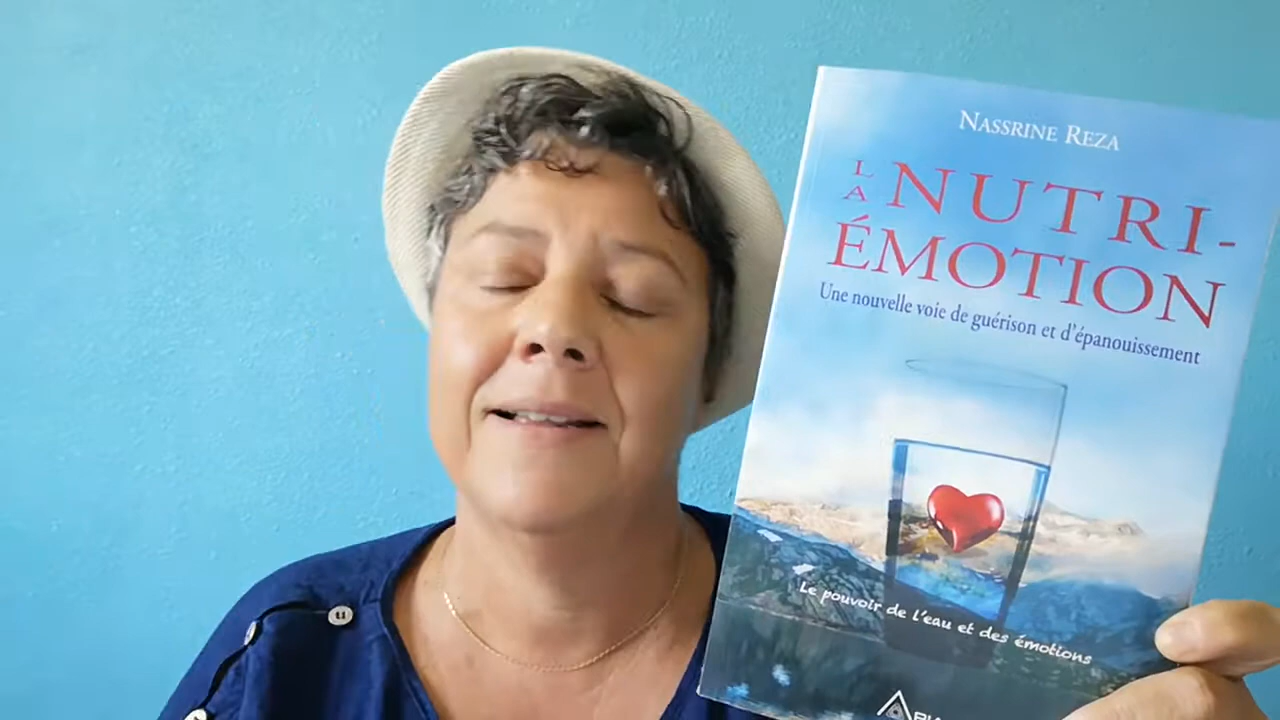 NASSRINE REZA
LA NUTRI-
ÉMOTION
Une nouvelle voie de guérison et d'épanouissement
Le pouvoir de l'eau et des émotions